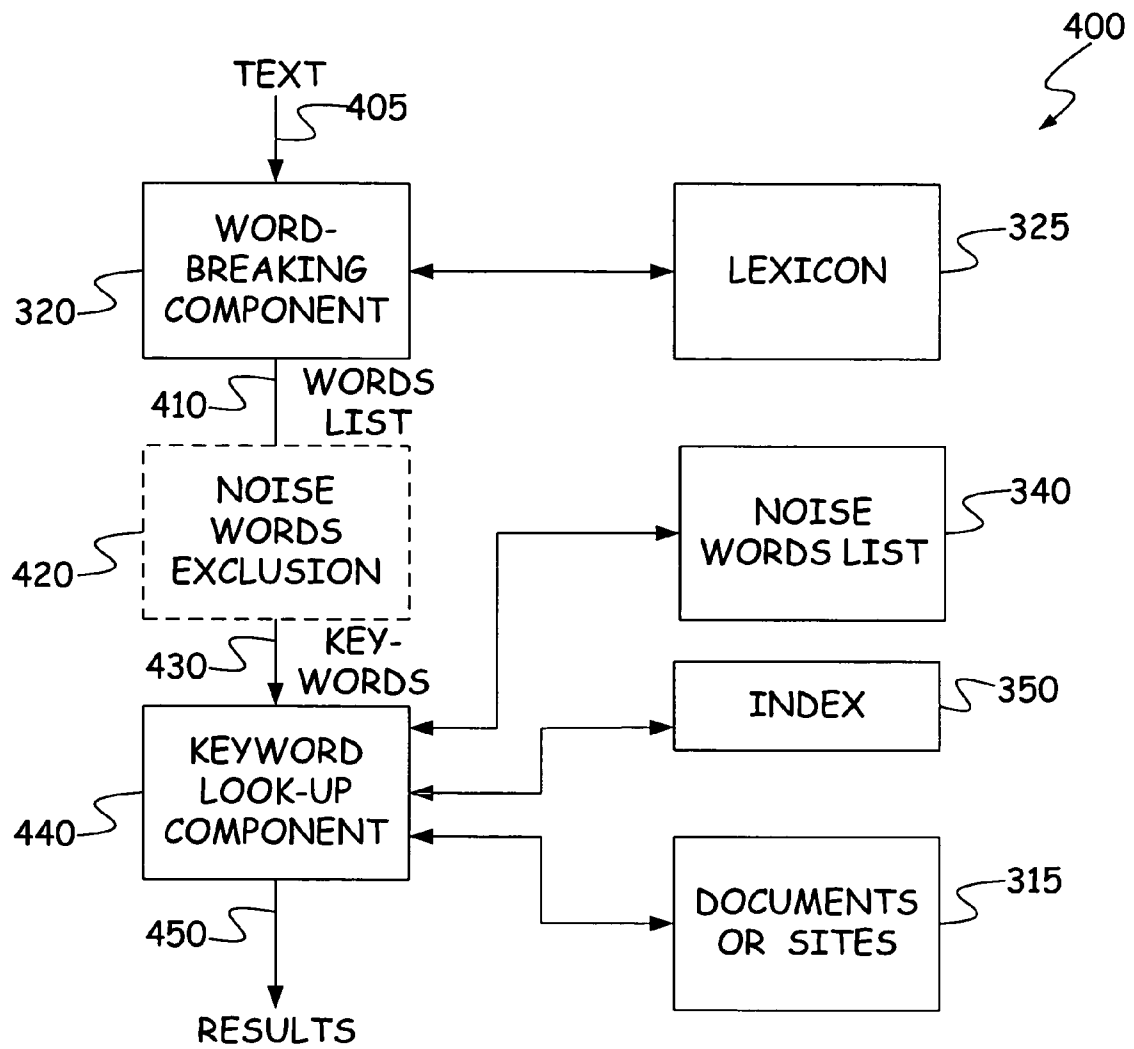 400
TEXT
405
WORD-
BREAKING
COMPONENT
320
LEXICON
325
410
WORDS
LIST
NOISE
WORDS
EXCLUSION
420
NOISE
WORDS LIST
340
430
KEY-
WORDS
INDEX
350
KEYWORD
LOOK-UP
COMPONENT
440
DOCUMENTS
OR SITES
315
450
RESULTS